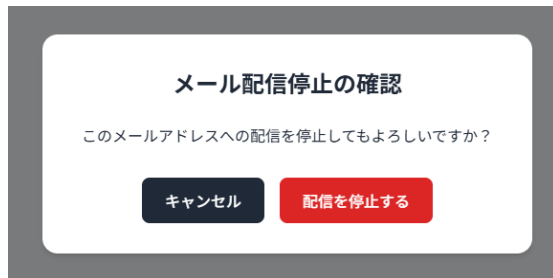 メール配信停止の確認
このメールアドレスへの配信を停止してもよろしいですか？
キャンセル
配信を停止する